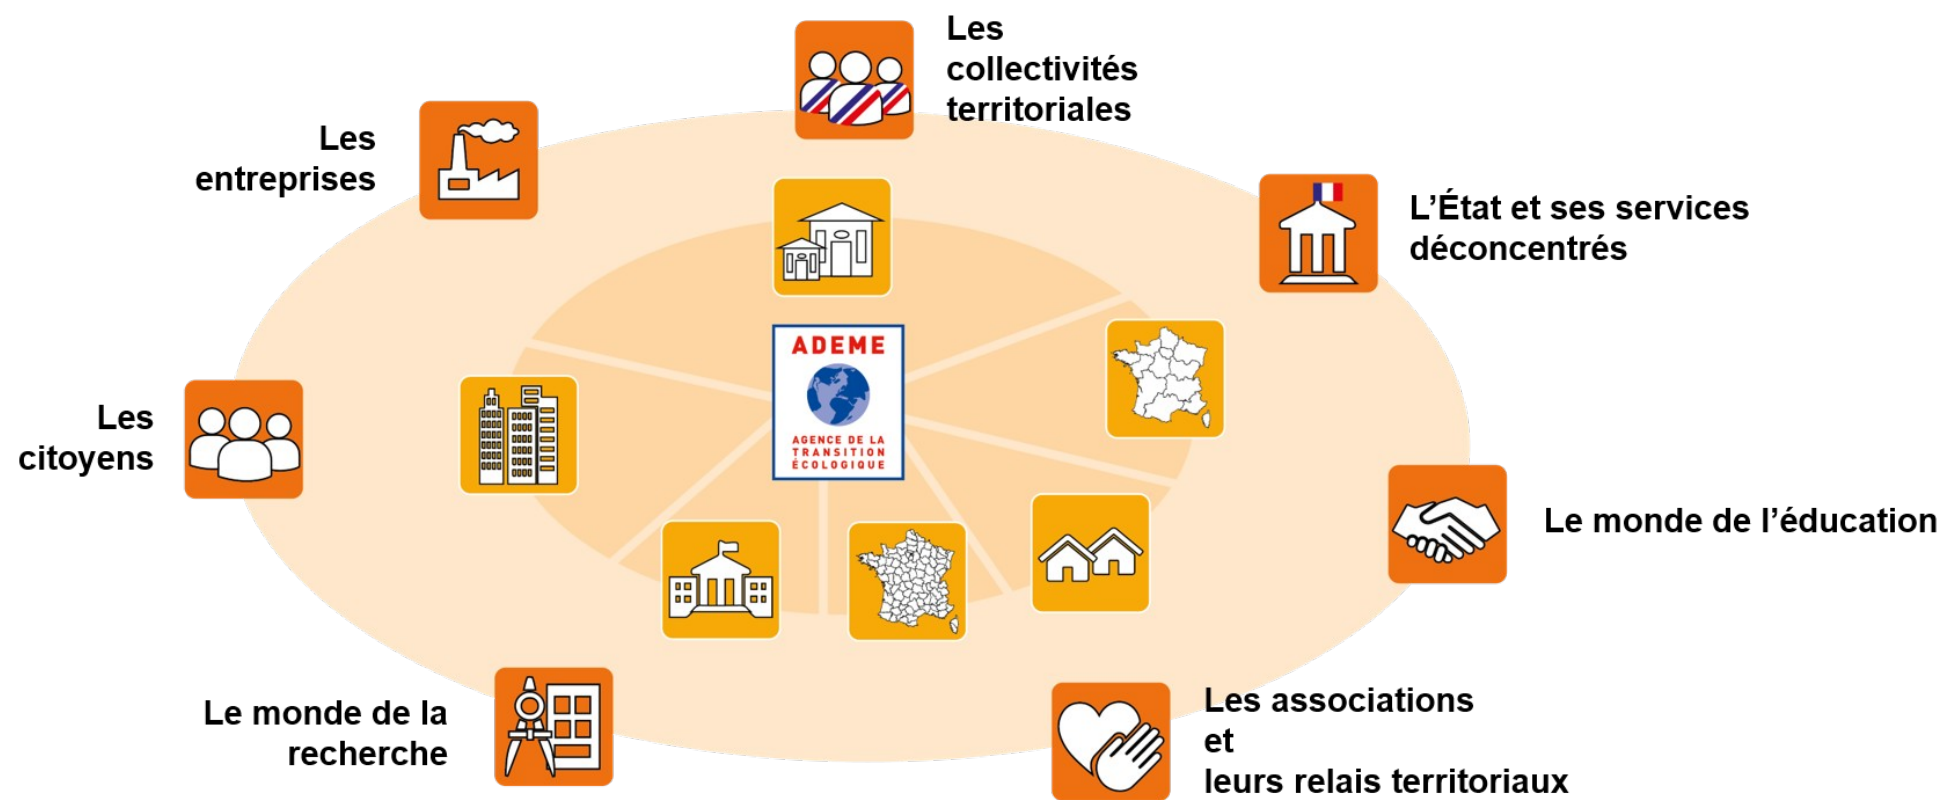 Les
collectivités
territoriales
Les
entreprises
L’État et ses services
déconcentrés
ADEME
AGENCE DE LA
TRANSITION
ÉCOLOGIQUE
Les
citoyens
Le monde de l’éducation
Le monde de la
recherche
Les associations
et
leurs relais territoriaux